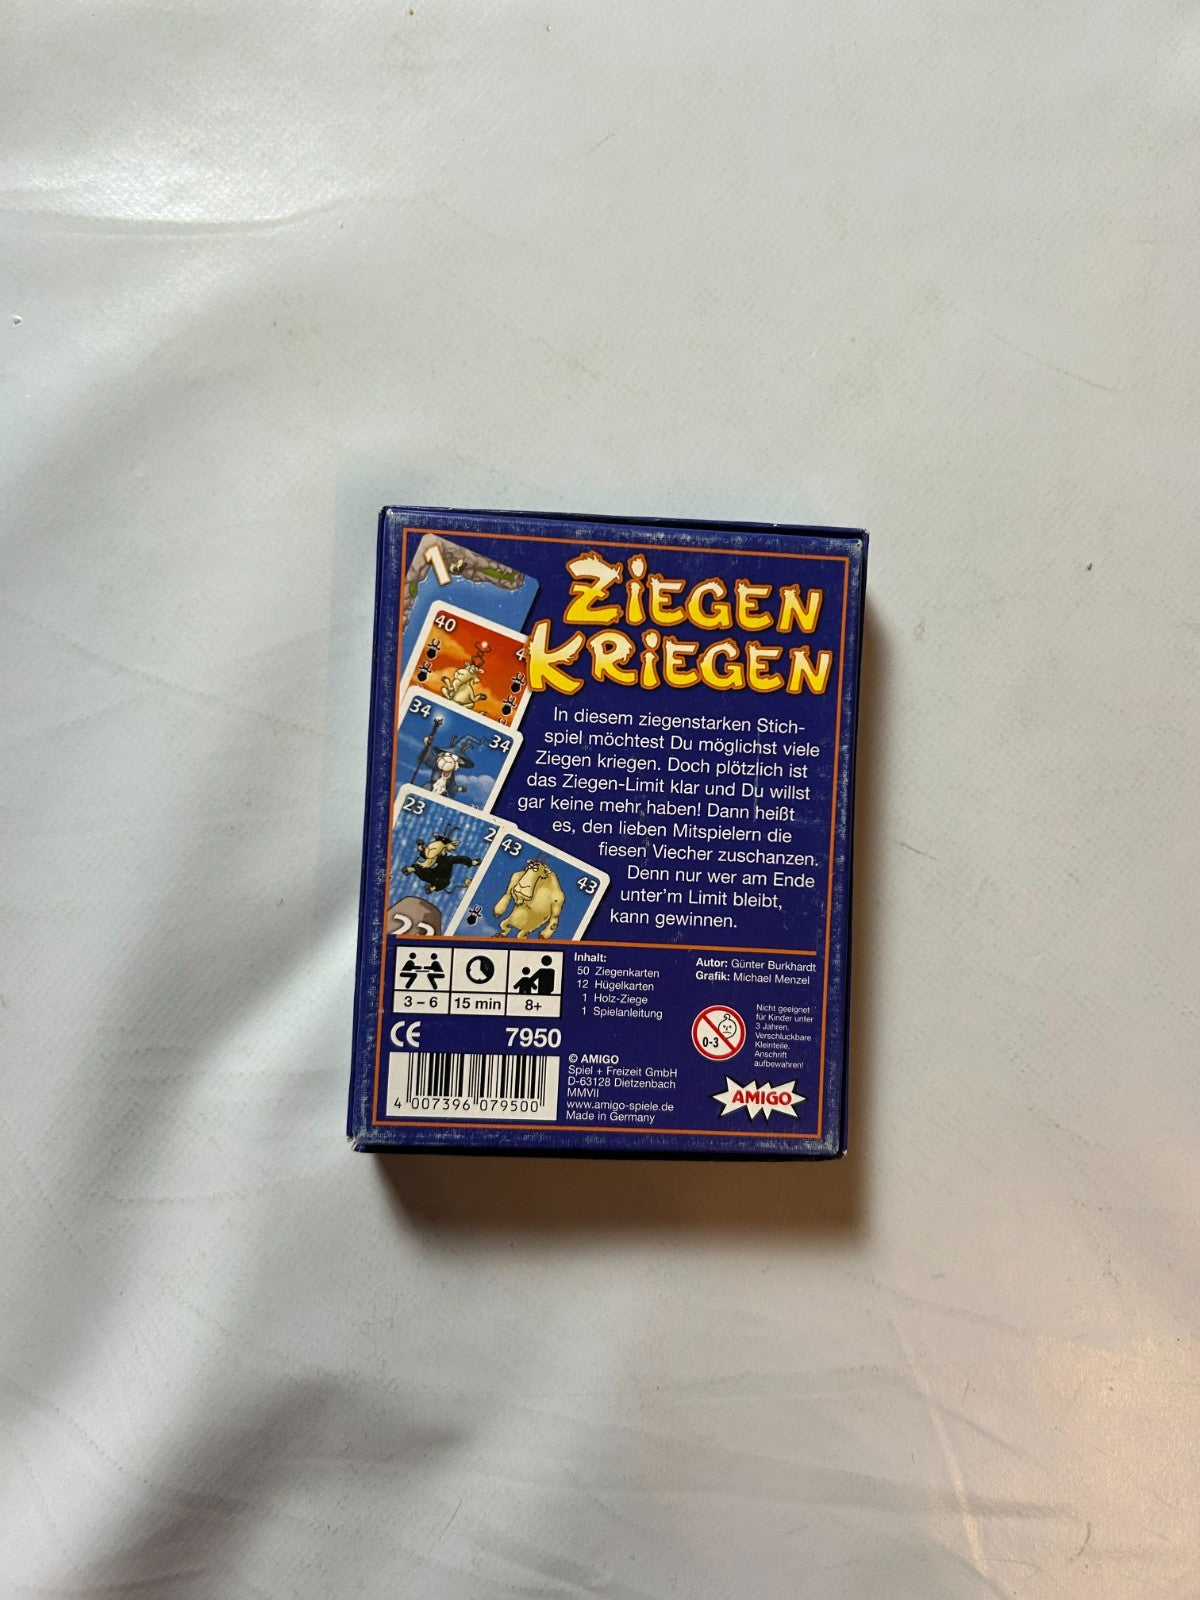 ZIEGEN
KRIEGEN
1
40
4
34
34
23
2
43
43
In diesem ziegenstarken Stich-
spiel möchtest Du möglichst viele
Ziegen kriegen. Doch plötzlich ist
das Ziegen-Limit klar und Du willst
gar keine mehr haben! Dann heißt
es, den lieben Mitspielern die
fiesen Viecher zuschanzen.
Denn nur wer am Ende
unter'm Limit bleibt,
kann gewinnen.
3 – 6
15 min
8+
Inhalt:
50 Ziegenkarten
12 Hügelkarten
1 Holz-Ziege
1 Spielanleitung
Autor: Günter Burkhardt
Grafik: Michael Menzel
0-3
Nicht geeignet
für Kinder unter
3 Jahren.
Verschluckbare
Kleinteile.
Anschrift
aufbewahren!
CE
7950
4 007396 079500
© AMIGO
Spiel + Freizeit GmbH
D-63128 Dietzenbach
MMVII
www.amigo-spiele.de
Made in Germany
AMIGO